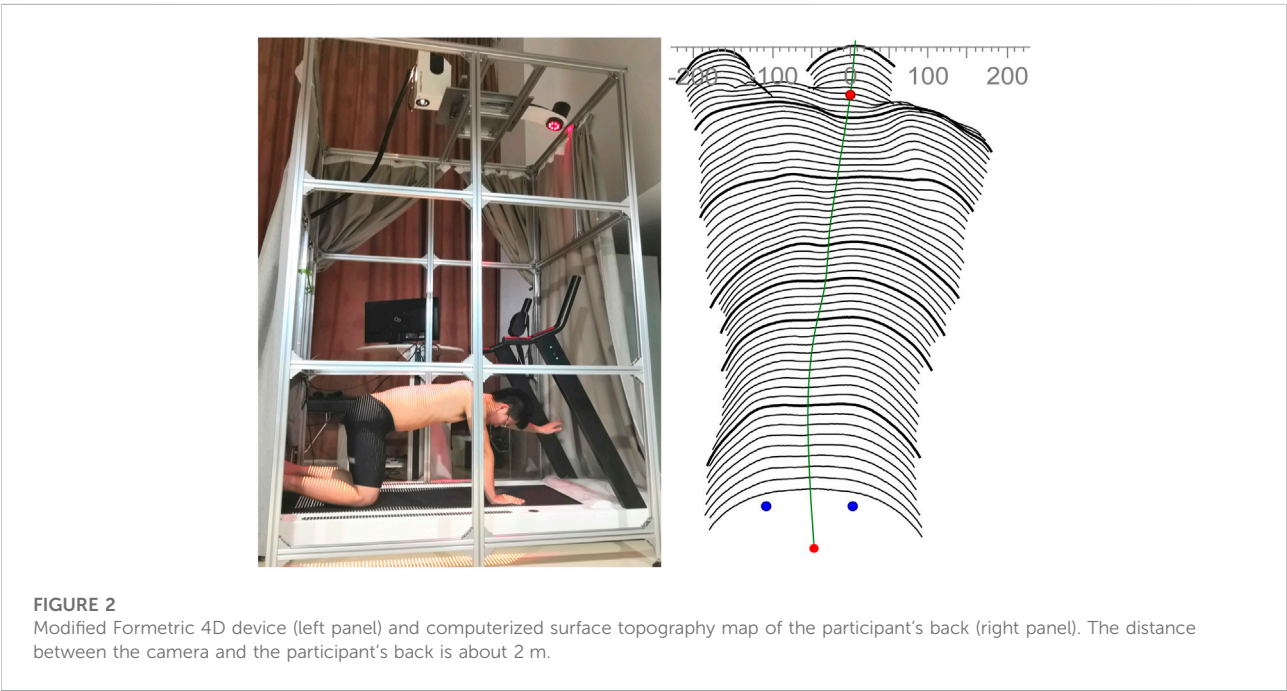 -200 -100 0 100 200
FIGURE 2
Modified Formetric 4D device (left panel) and computerized surface topography map of the participant's back (right panel). The distance
between the camera and the participant's back is about 2 m.